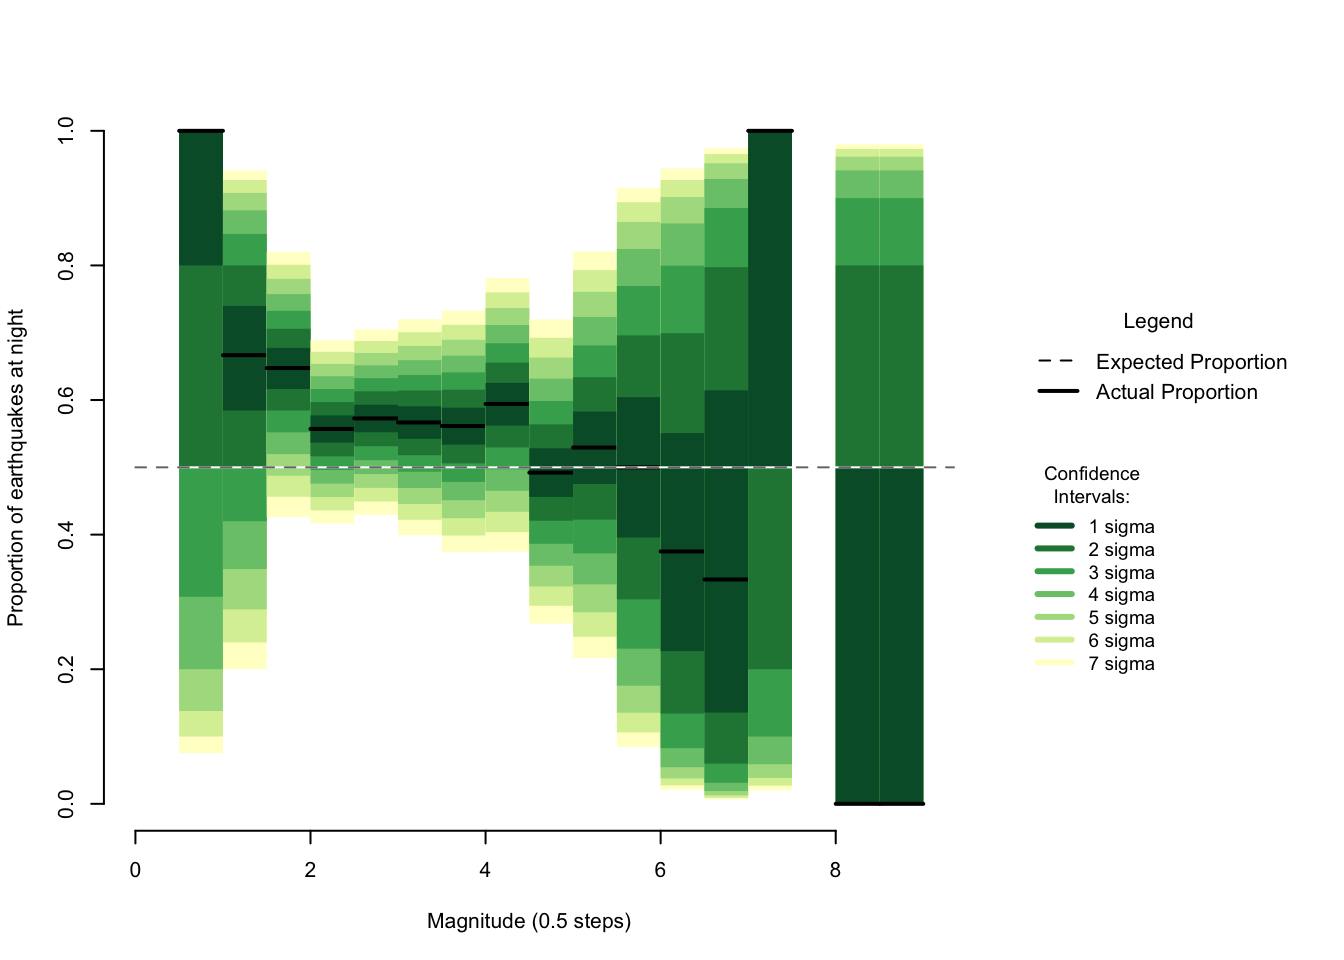 Proportion of earthquakes at night
1.0
0.8
0.6
0.4
0.2
0.0
0 2 4 6 8
Magnitude (0.5 steps)
Legend
Expected Proportion
Actual Proportion
Confidence
Intervals:
1 sigma
2 sigma
3 sigma
4 sigma
5 sigma
6 sigma
7 sigma